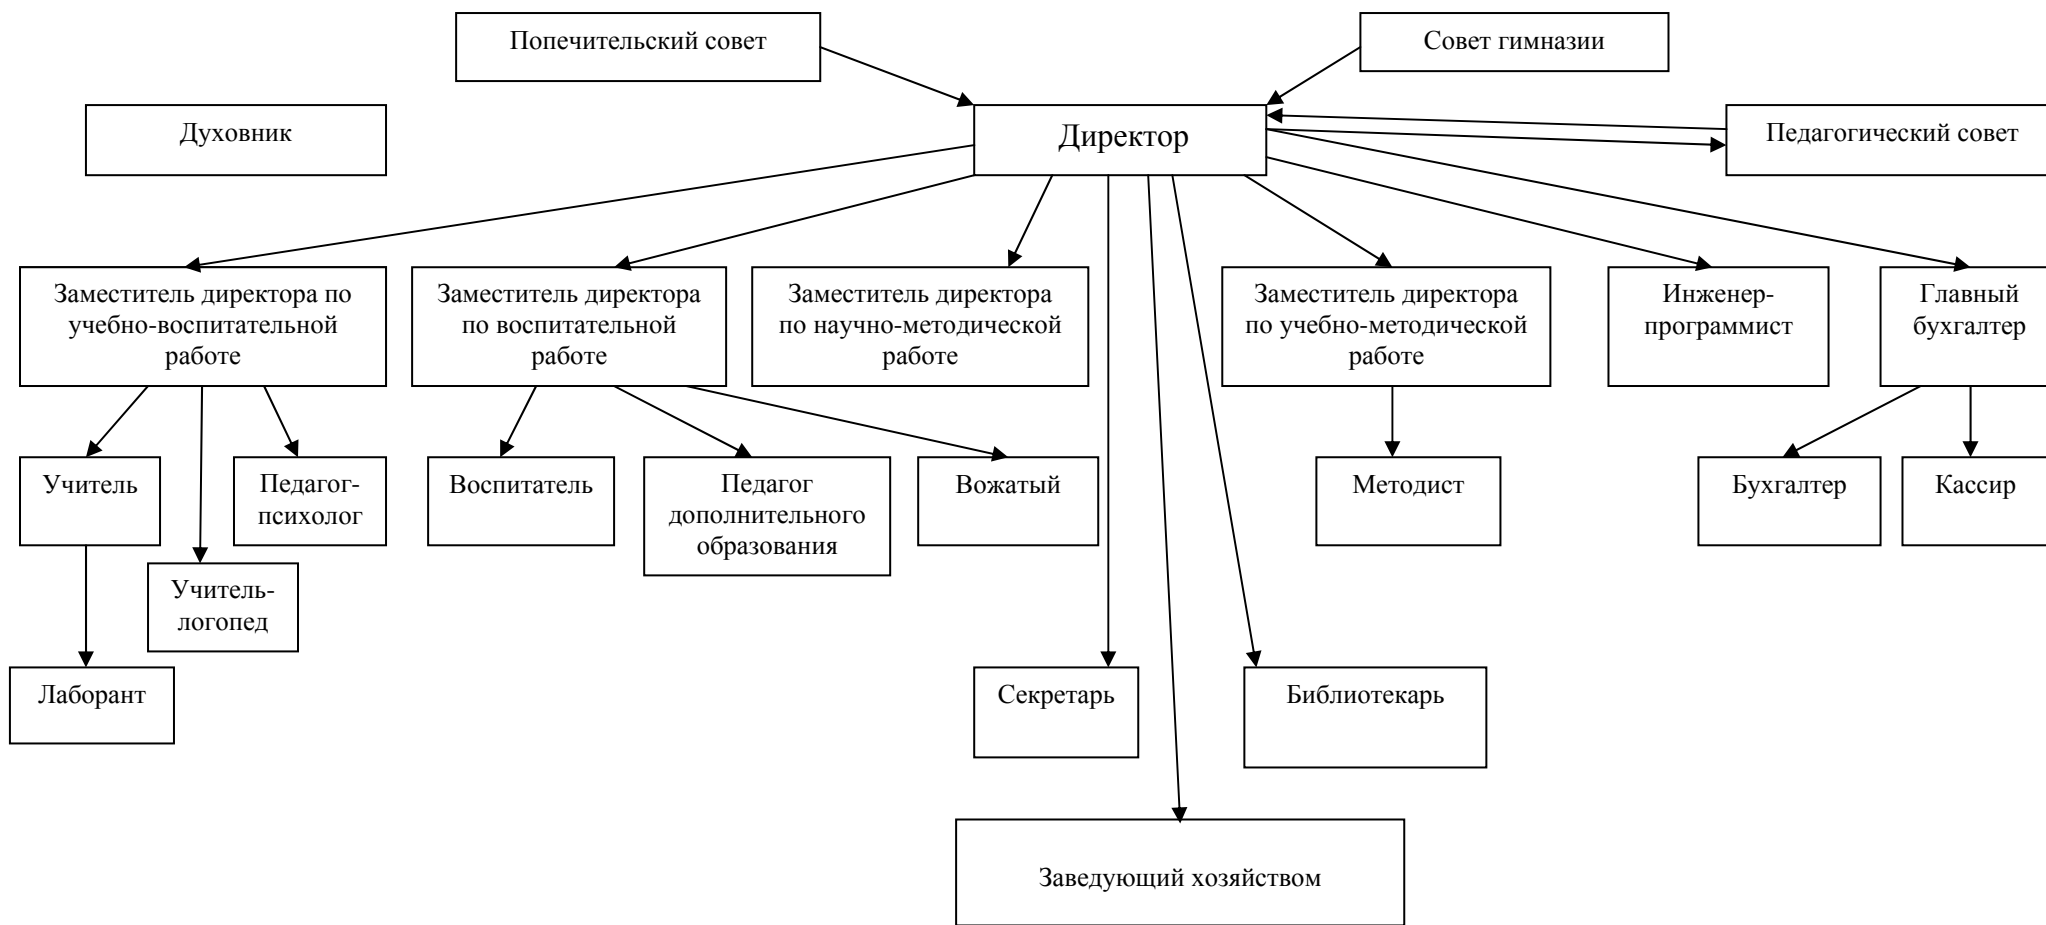 Попечительский совет
Совет гимназии
Духовник
Директор
Педагогический совет
Заместитель директора по
учебно-воспитательной
работе
Заместитель директора
по воспитательной
работе
Заместитель директора
по научно-методической
работе
Заместитель директора
по учебно-методической
работе
Инженер-
программист
Главный
бухгалтер
Учитель
Педагог-
психолог
Воспитатель
Педагог
дополнительного
образования
Вожатый
Методист
Бухгалтер
Кассир
Учитель-
логопед
Лаборант
Секретарь
Библиотекарь
Заведующий хозяйством